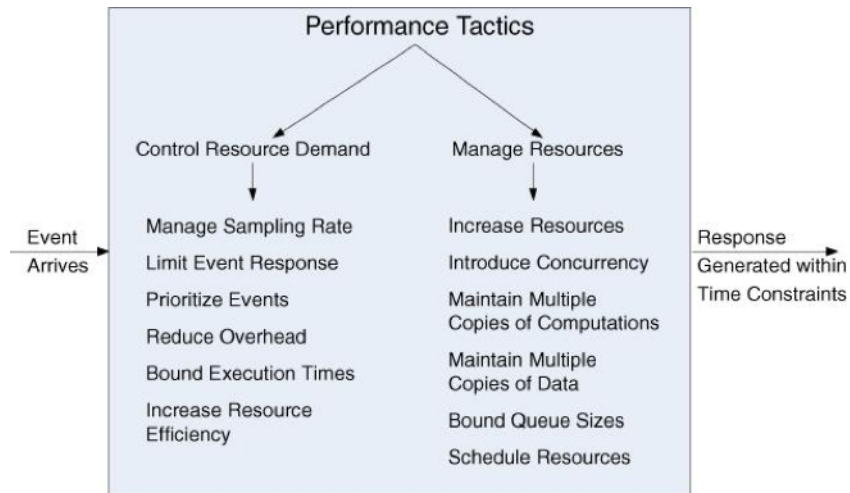 Performance Tactics
Control Resource Demand
Manage Sampling Rate
Limit Event Response
Prioritize Events
Reduce Overhead
Bound Execution Times
Increase Resource
Efficiency
Manage Resources
Increase Resources
Introduce Concurrency
Maintain Multiple
Copies of Computations
Maintain Multiple
Copies of Data
Bound Queue Sizes
Schedule Resources
Event
Arrives
Response
Generated within
Time Constraints